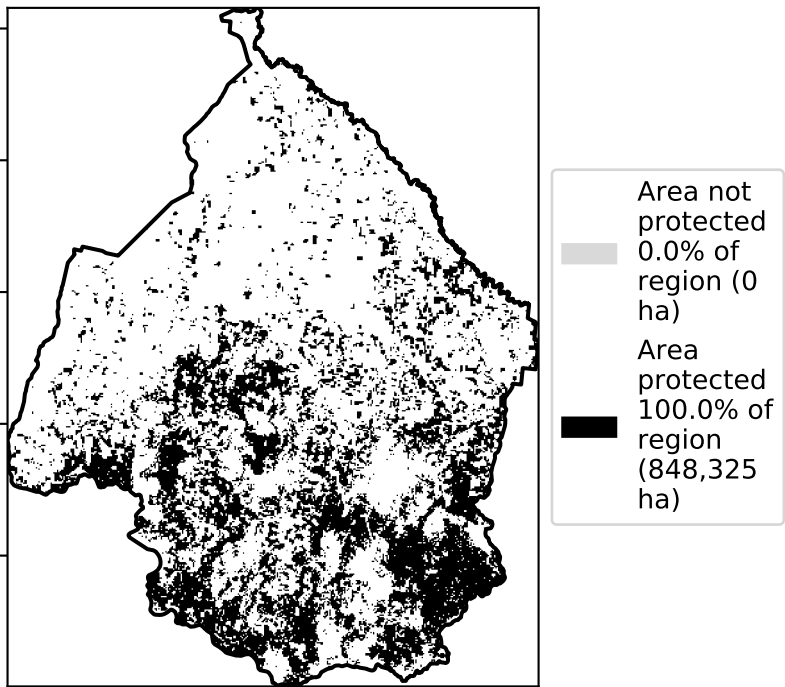 Area not
protected
0.0% of
region (0
ha)
Area
protected
100.0% of
region
(848,325
ha)